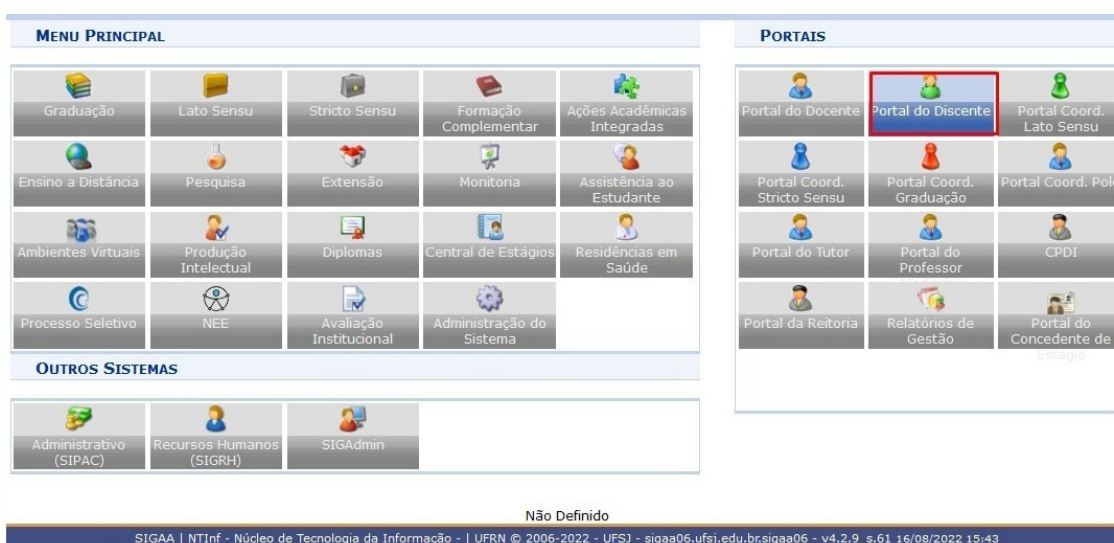 MENU PRINCIPAL
Graduação
Lato Sensu
Stricto Sensu
Formação
Complementar
Ações Acadêmicas
Integradas
Ensino a Distância
Pesquisa
Extensão
Monitoria
Assistência ao
Estudante
Ambientes Virtuais
Produção
Intelectual
Diplomas
Central de Estágios
Residências em
Saúde
Processo Seletivo
NEE
Avaliação
Institucional
Administração do
Sistema
OUTROS SISTEMAS
Administrativo
(SIPAC)
Recursos Humanos
(SIGRH)
SIGAdmin
PORTAIS
Portal do Docente
Portal do Discente
Portal Coord.
Lato Sensu
Portal Coord.
Stricto Sensu
Portal Coord.
Graduação
Portal Coord. Polo
Portal do Tutor
Portal do
Professor
CPDI
Portal da Reitoria
Relatórios de
Gestão
Portal do
Concedente de
Estágio
Não Definido
SIGAA | NTInf - Núcleo de Tecnologia da Informação - | UFRN © 2006-2022 - UFSJ - sigaa06.ufsj.edu.br.sigaa06 - v4.2.9_s.61 16/08/2022 15:43